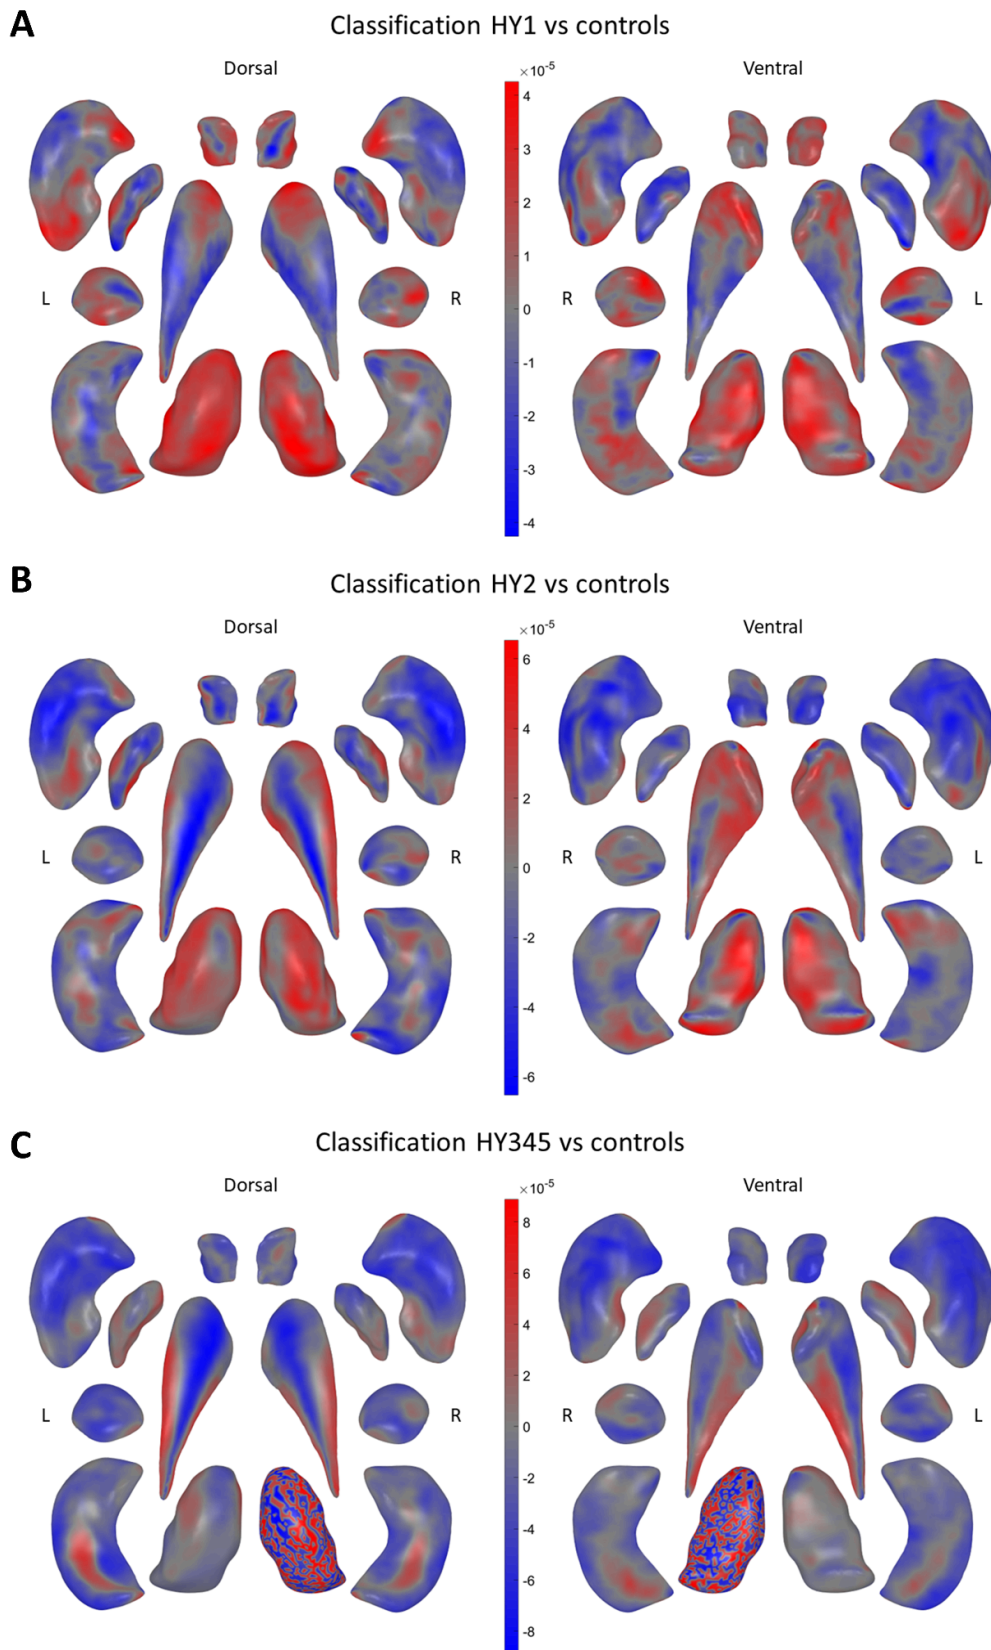 A
Classification HY1 vs controls
Dorsal
Ventral
×10⁻⁵
4
3
2
1
0
-1
-2
-3
-4
L
R
R
L
B
Classification HY2 vs controls
Dorsal
Ventral
×10⁻⁵
6
4
2
0
-2
-4
-6
L
R
R
L
C
Classification HY345 vs controls
Dorsal
Ventral
×10⁻⁵
8
6
4
2
0
-2
-4
-6
-8
L
R
R
L